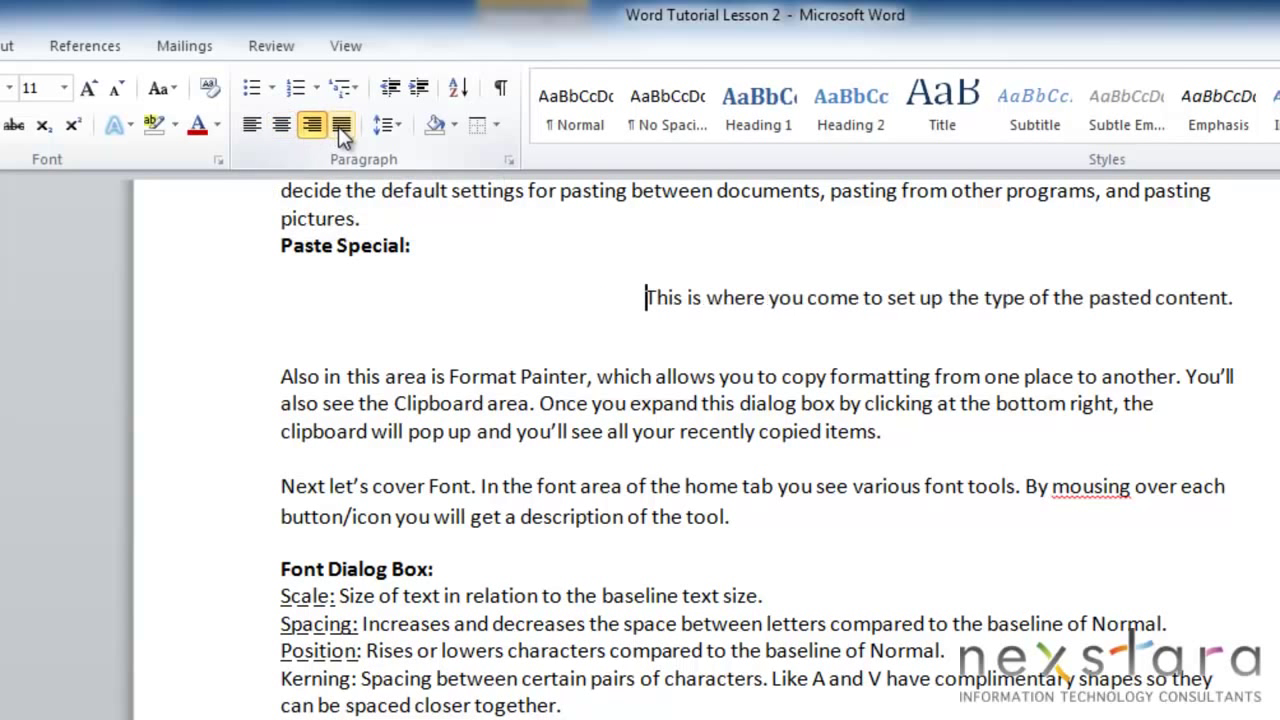 Word Tutorial Lesson 2 - Microsoft Word
ut References Mailings Review View
11 Aa
abc x₂ x² A ab A
Font Paragraph Styles
AaBbCcDc AaBbCcDc AaBbC AaBbCc AaB AaBbCc. AaBbCcDc AaBbCcDc
¶ Normal ¶ No Spaci... Heading 1 Heading 2 Title Subtitle Subtle Em... Emphasis
decide the default settings for pasting between documents, pasting from other programs, and pasting
pictures.
Paste Special:
This is where you come to set up the type of the pasted content.
Also in this area is Format Painter, which allows you to copy formatting from one place to another. You’ll
also see the Clipboard area. Once you expand this dialog box by clicking at the bottom right, the
clipboard will pop up and you’ll see all your recently copied items.
Next let’s cover Font. In the font area of the home tab you see various font tools. By mousing over each
button/icon you will get a description of the tool.
Font Dialog Box:
Scale: Size of text in relation to the baseline text size.
Spacing: Increases and decreases the space between letters compared to the baseline of Normal.
Position: Rises or lowers characters compared to the baseline of Normal.
Kerning: Spacing between certain pairs of characters. Like A and V have complimentary shapes so they
can be spaced closer together.
nexstara
INFORMATION TECHNOLOGY CONSULTANTS